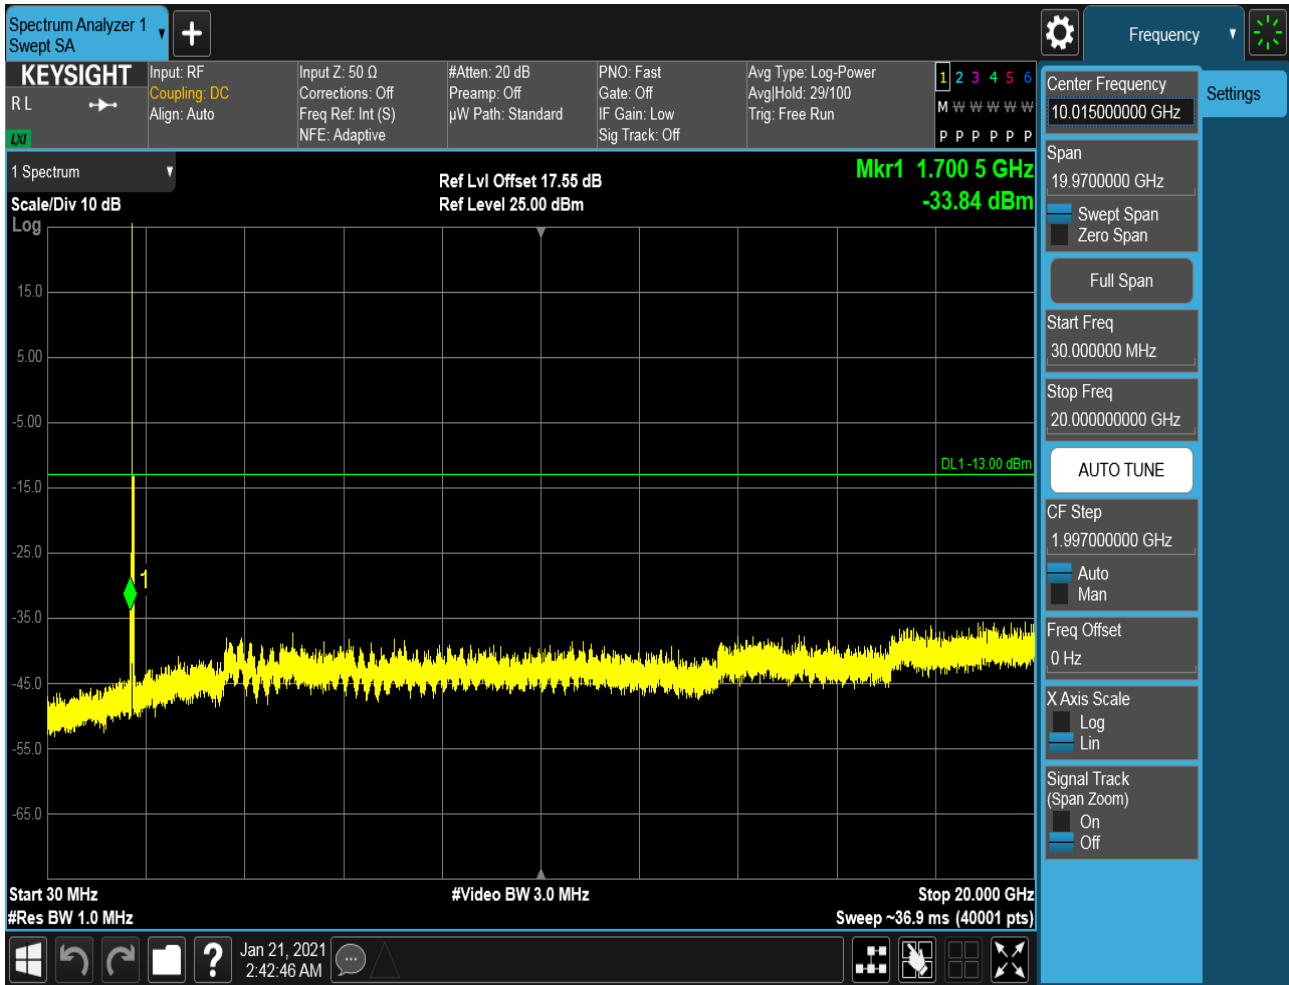 Spectrum Analyzer 1
Swept SA
Frequency
KEYSIGHT
R L
LXI
Input: RF
Coupling: DC
Align: Auto
Input Z: 50 Ω
Corrections: Off
Freq Ref: Int (S)
NFE: Adaptive
#Atten: 20 dB
Preamp: Off
µW Path: Standard
PNO: Fast
Gate: Off
IF Gain: Low
Sig Track: Off
Avg Type: Log-Power
Avg|Hold: 29/100
Trig: Free Run
1 2 3 4 5 6
M W W W W W
P P P P P P
1 Spectrum
Scale/Div 10 dB
Log
Ref Lvl Offset 17.55 dB
Ref Level 25.00 dBm
Mkr1 1.700 5 GHz
-33.84 dBm
15.0
5.00
-5.00
DL1 -13.00 dBm
-15.0
-25.0
1
-35.0
-45.0
-55.0
-65.0
Start 30 MHz
#Video BW 3.0 MHz
Stop 20.000 GHz
#Res BW 1.0 MHz
Sweep ~36.9 ms (40001 pts)
?
Jan 21, 2021
2:42:46 AM
Center Frequency
10.015000000 GHz
Settings
Span
19.9700000 GHz
Swept Span
Zero Span
Full Span
Start Freq
30.000000 MHz
Stop Freq
20.000000000 GHz
AUTO TUNE
CF Step
1.997000000 GHz
Auto
Man
Freq Offset
0 Hz
X Axis Scale
Log
Lin
Signal Track
(Span Zoom)
On
Off